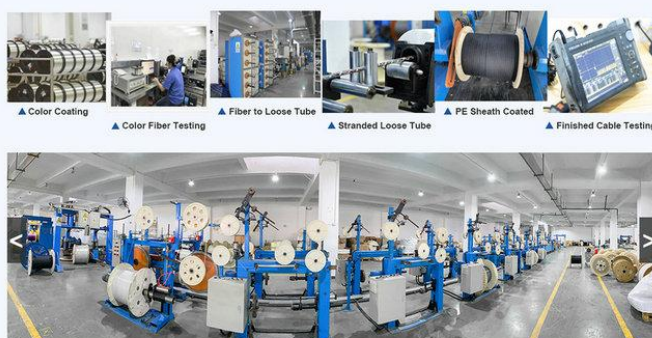 Color Coating
Color Fiber Testing
Fiber to Loose Tube
Stranded Loose Tube
PE Sheath Coated
Finished Cable Testing